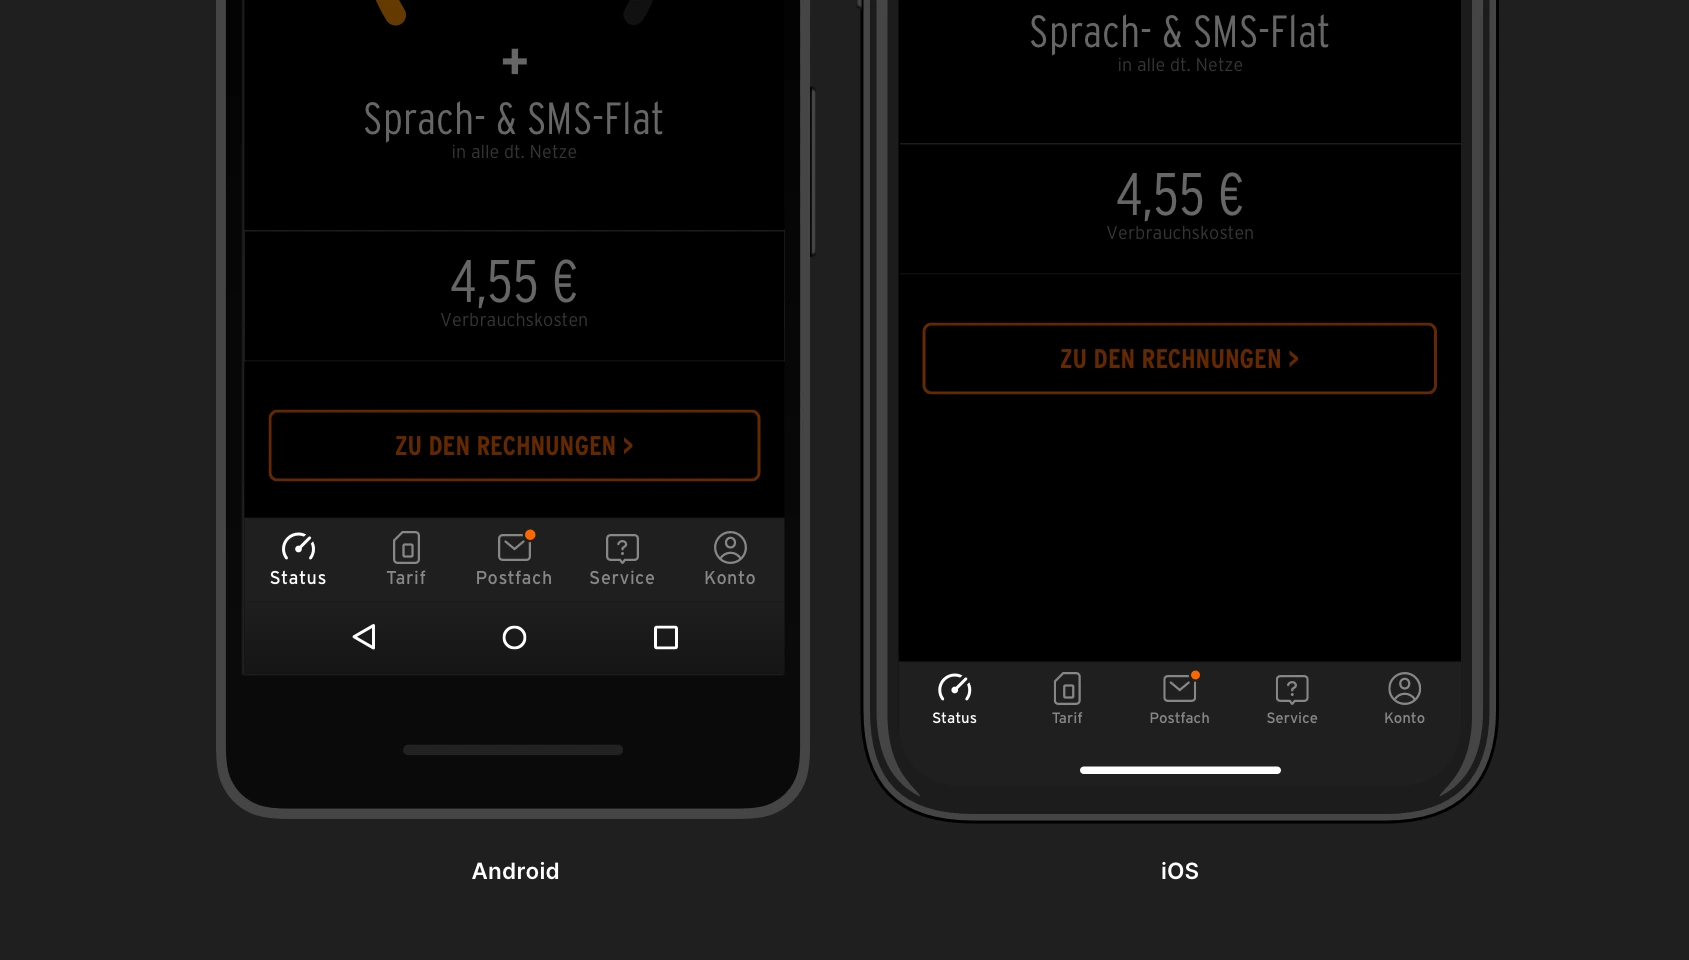 +
Sprach- & SMS-Flat
in alle dt. Netze
4,55 €
Verbrauchskosten
ZU DEN RECHNUNGEN >
Status Tarif Postfach Service Konto
Android
Sprach- & SMS-Flat
in alle dt. Netze
4,55 €
Verbrauchskosten
ZU DEN RECHNUNGEN >
Status Tarif Postfach Service Konto
iOS